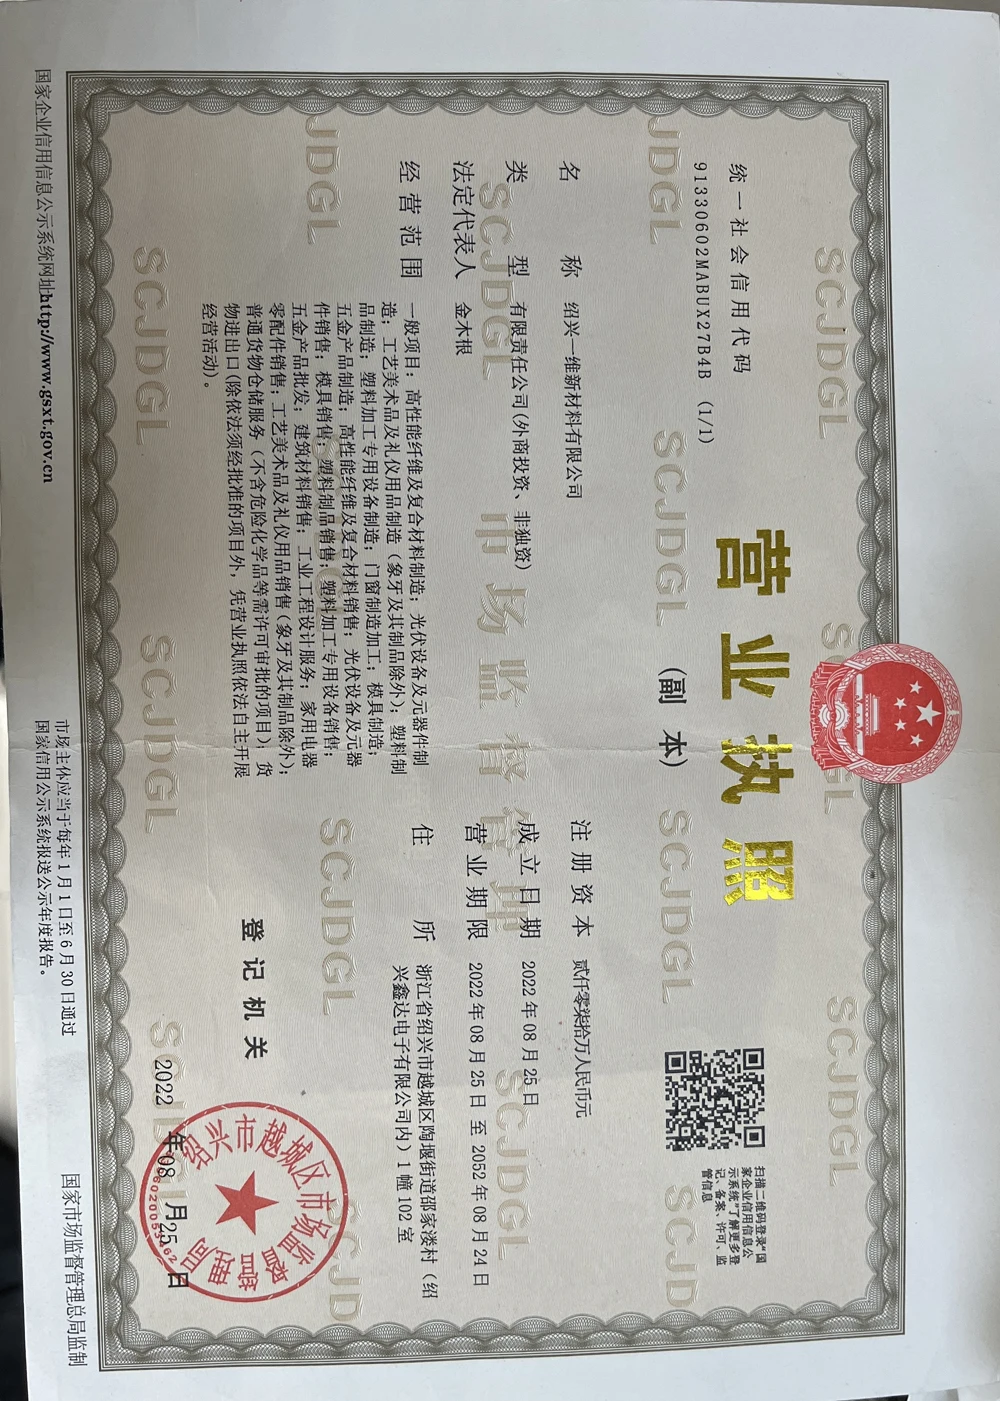 营业执照
(副 本)
统一社会信用代码
91330602MABUX27B4B (1/1)
扫描二维码登录“国
家企业信用信息公
示系统”了解更多登
记、备案、许可、监
管信息
名 称 绍兴一维新材料有限公司
类 型 有限责任公司(外商投资、非独资)
法定代表人 金木根
经营范围 一般项目：高性能纤维及复合材料制造；光伏设备及元器件制
造；工艺美术品及礼仪用品制造（象牙及其制品除外）；塑料制
品制造；塑料加工专用设备制造；门窗制造加工；模具制造；
五金产品制造；高性能纤维及复合材料销售；光伏设备及元器
件销售；模具销售；塑料制品销售；塑料加工专用设备销售；
五金产品批发；建筑材料销售；工业工程设计服务；家用电器
零配件销售；工艺美术品及礼仪用品销售（象牙及其制品除外）；
普通货物仓储服务（不含危险化学品等需许可审批的项目）；货
物进出口(除依法须经批准的项目外，凭营业执照依法自主开展
经营活动)。
注册资本 贰仟零柒拾万人民币元
成立日期 2022年08月25日
营业期限 2022年08月25日 至 2052年08月24日
住 所 浙江省绍兴市越城区陶堰街道邵家溇村（绍
兴鑫达电子有限公司内）1幢102室
登记机关
绍兴市越城区市场监督管理局
2022 年08 月25 日
国家企业信用信息公示系统网址http://www.gsxt.gov.cn
市场主体应当于每年1月1日至6月30日通过
国家信用公示系统报送公示年度报告。
国家市场监督管理总局监制